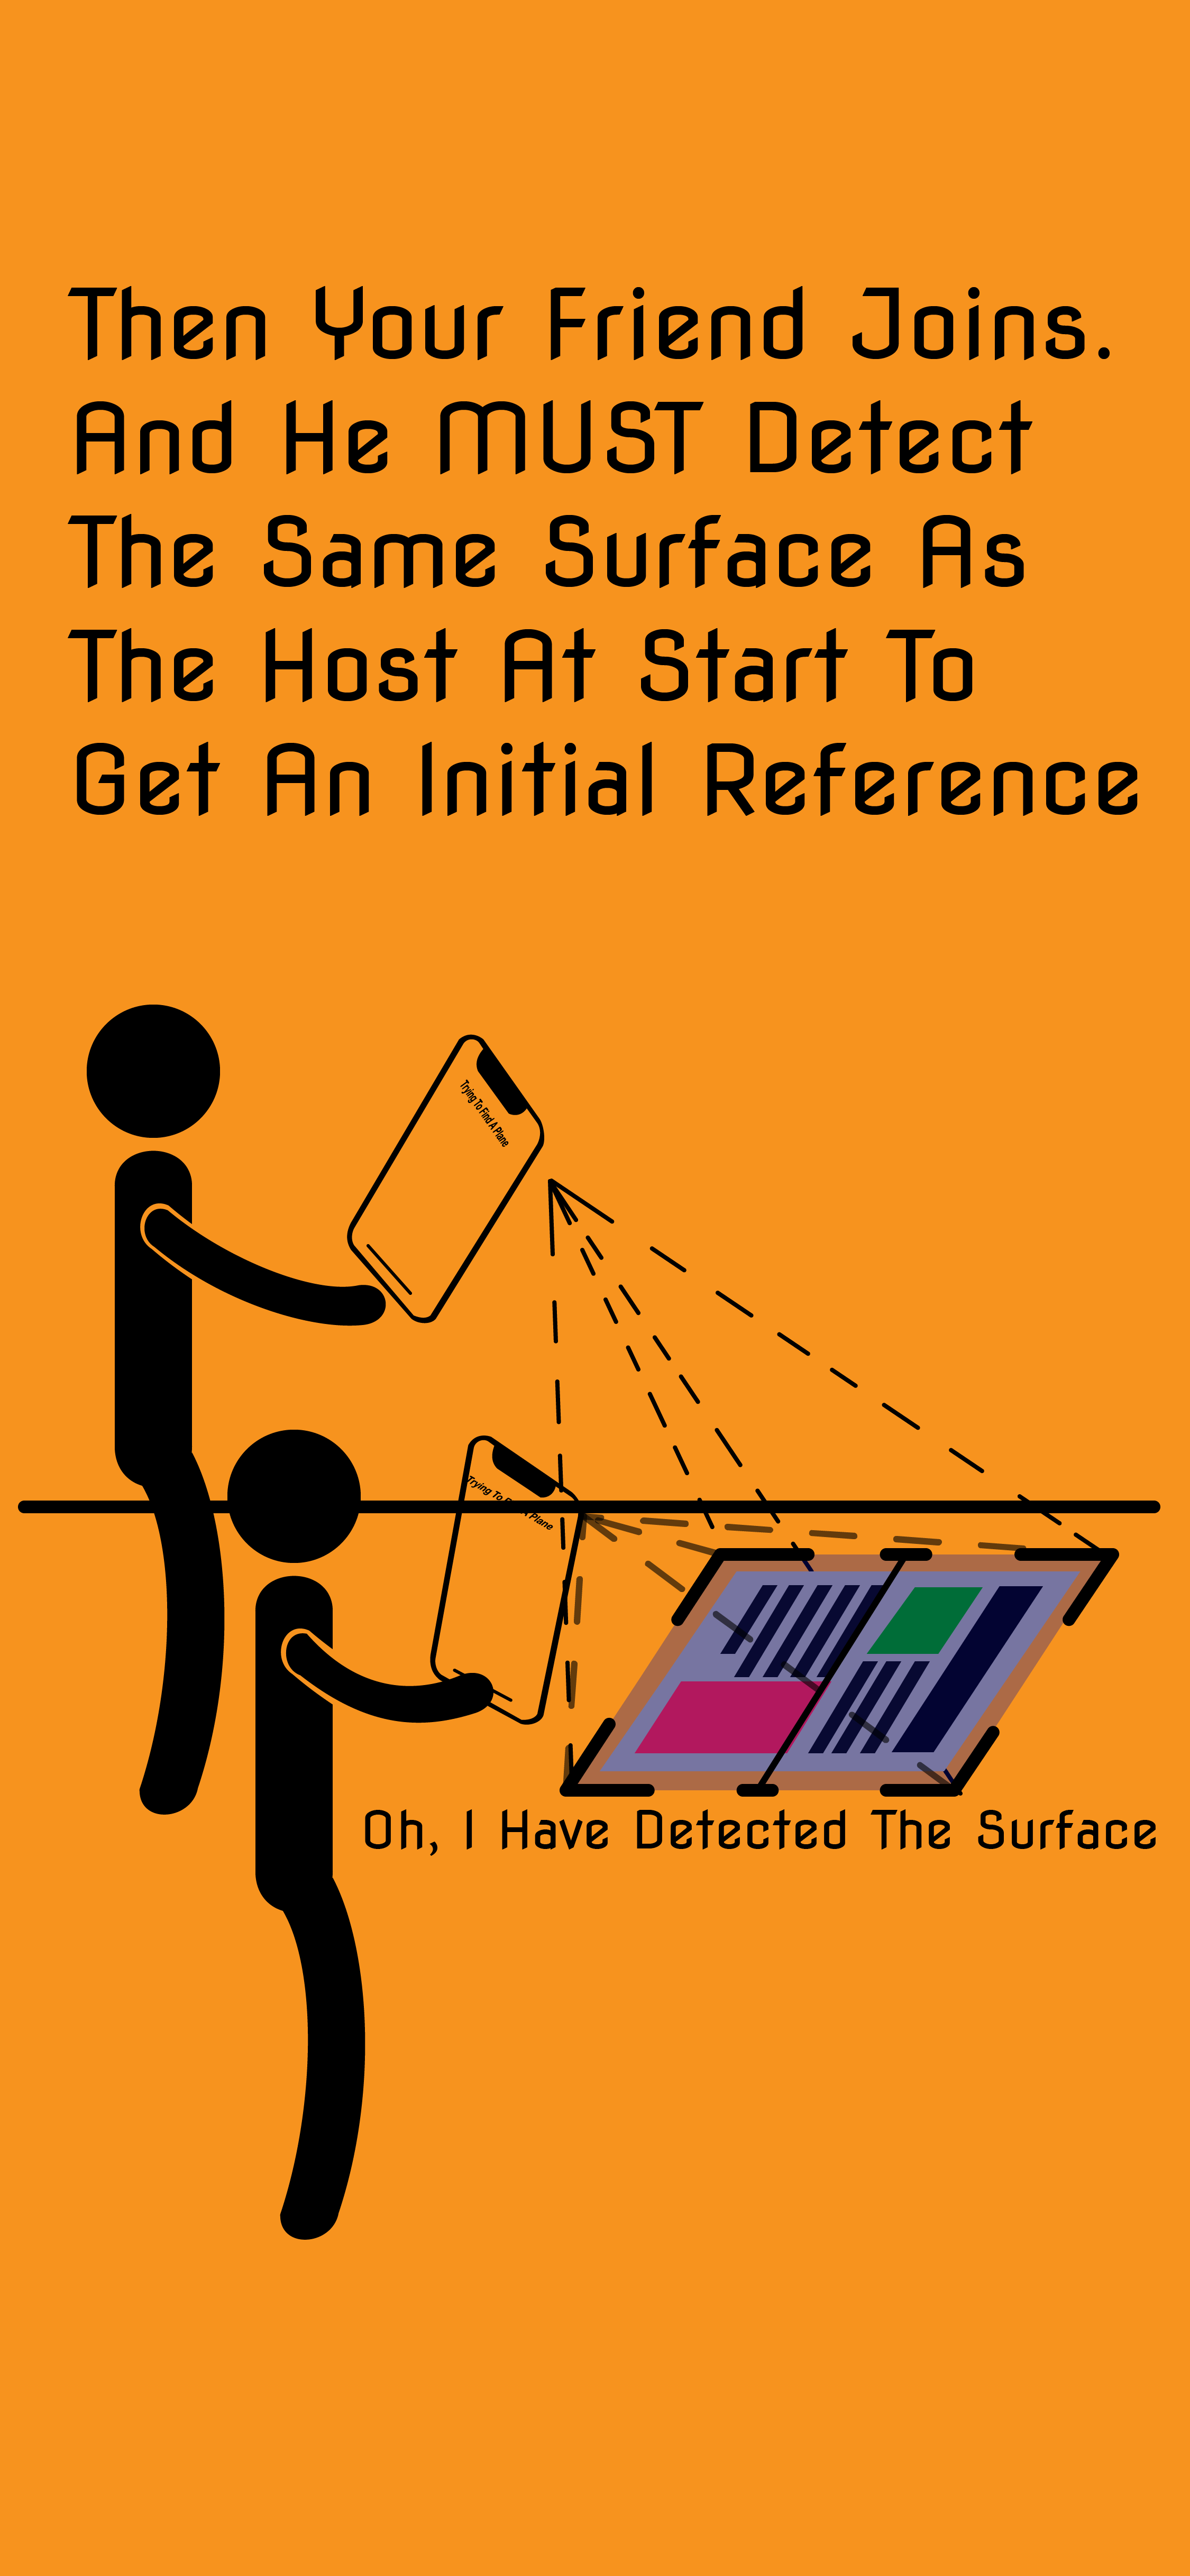 Then Your Friend Joins.
And He MUST Detect
The Same Surface As
The Host At Start To
Get An Initial Reference
Trying To Find A Plane
Trying To A Plane
Oh, I Have Detected The Surface